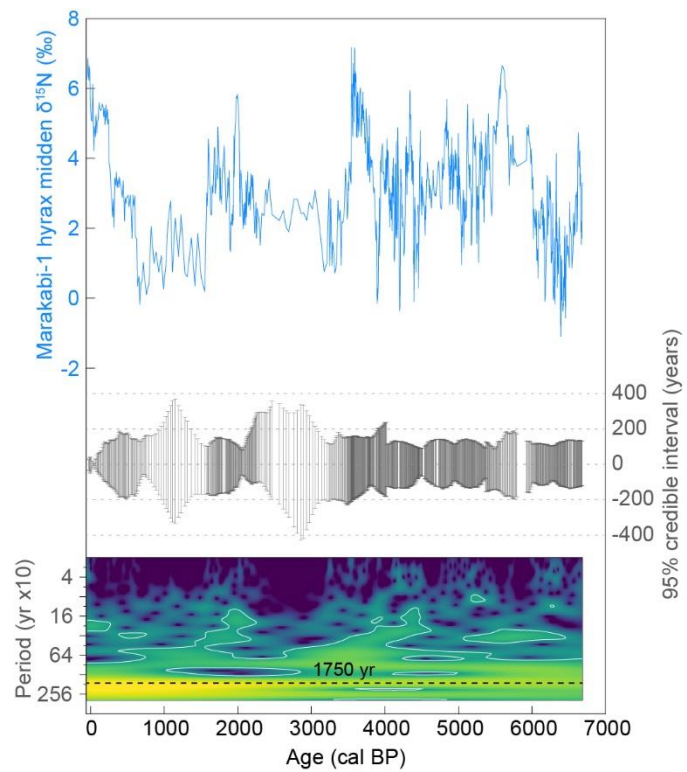 8
6
4
2
0
-2
Marakabi-1 hyrax midden δ¹⁵N (‰)
400
200
0
-200
-400
95% credible interval (years)
4
16
64
256
Period (yr x10)
1750 yr
0 1000 2000 3000 4000 5000 6000 7000
Age (cal BP)